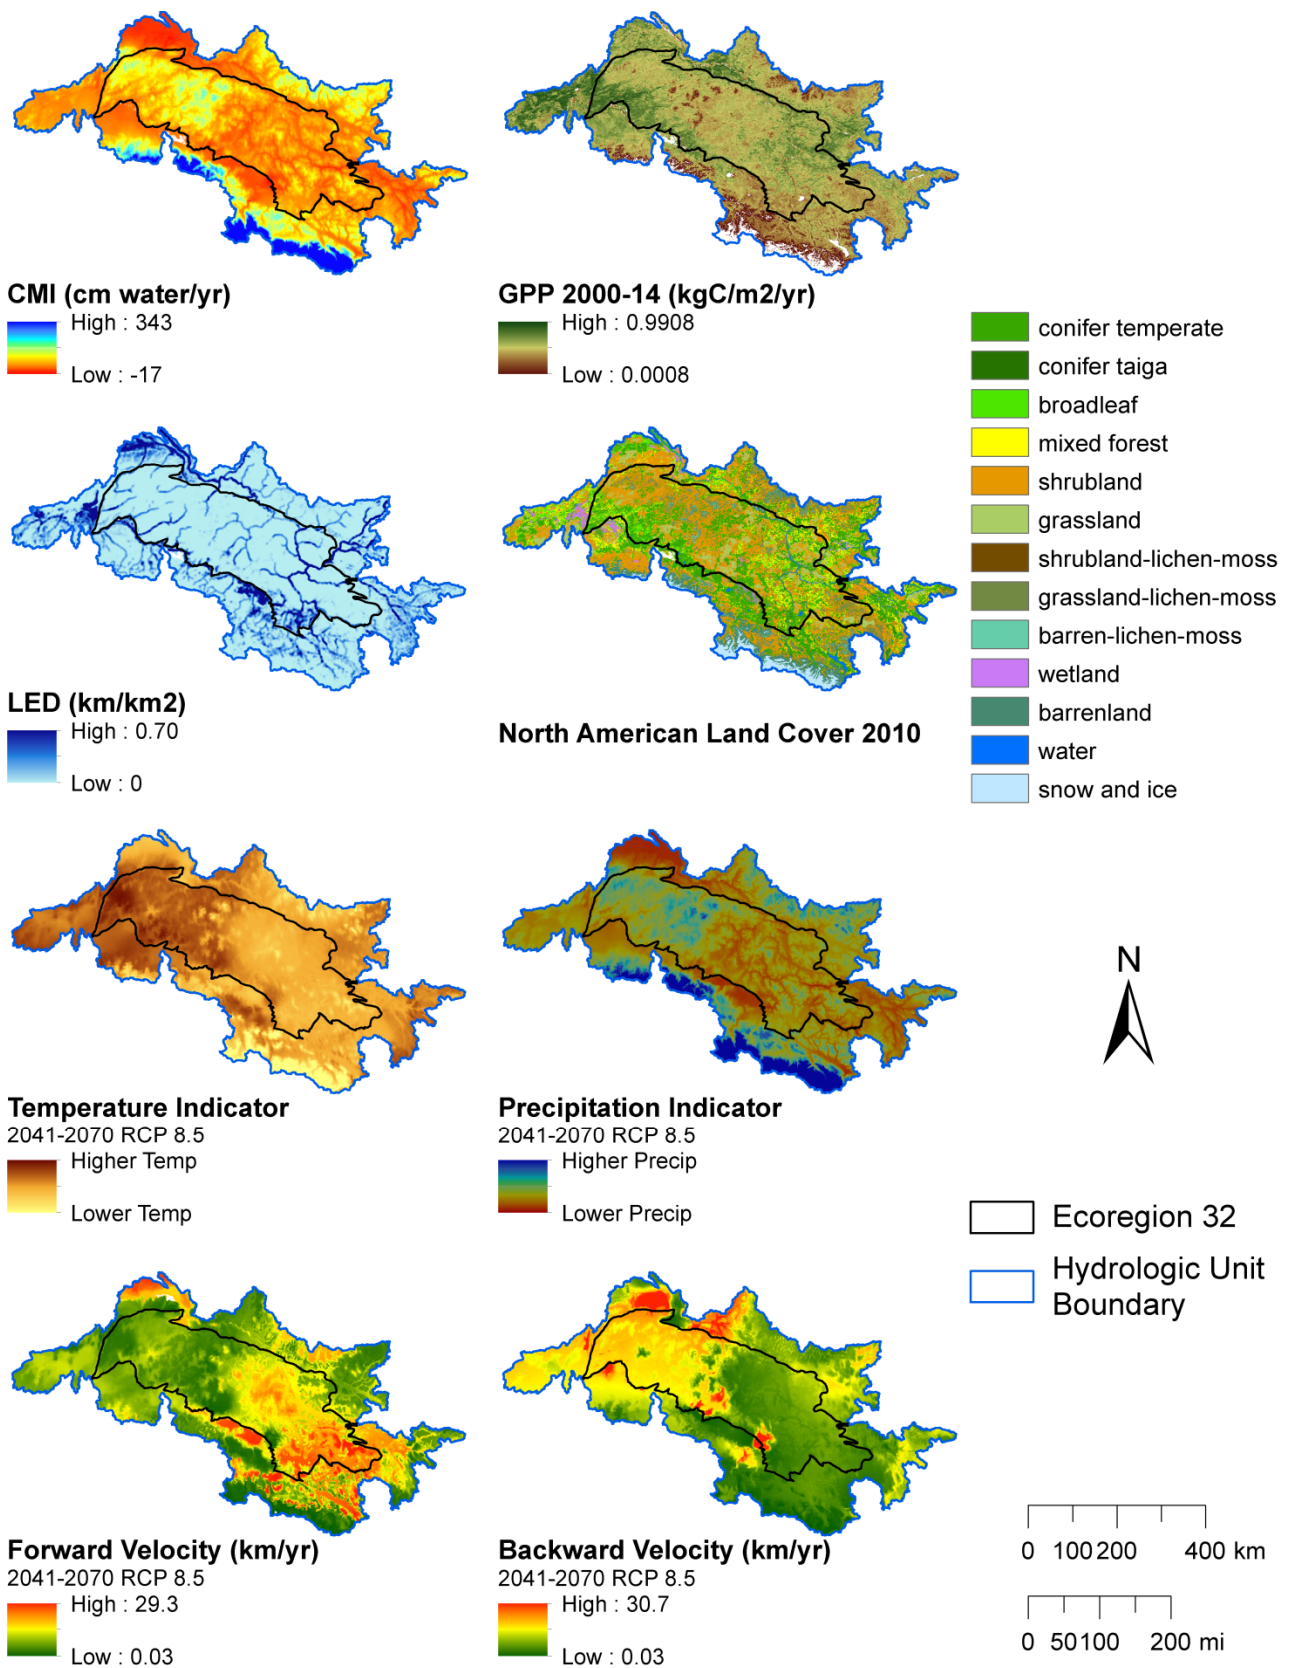 CMI (cm water/yr)
High : 343
Low : -17
GPP 2000-14 (kgC/m2/yr)
High : 0.9908
Low : 0.0008
conifer temperate
conifer taiga
broadleaf
mixed forest
shrubland
grassland
shrubland-lichen-moss
grassland-lichen-moss
barren-lichen-moss
wetland
barrenland
water
snow and ice
LED (km/km2)
High : 0.70
Low : 0
North American Land Cover 2010
N
Temperature Indicator
2041-2070 RCP 8.5
Higher Temp
Lower Temp
Precipitation Indicator
2041-2070 RCP 8.5
Higher Precip
Lower Precip
Ecoregion 32
Hydrologic Unit
Boundary
Forward Velocity (km/yr)
2041-2070 RCP 8.5
High : 29.3
Low : 0.03
Backward Velocity (km/yr)
2041-2070 RCP 8.5
High : 30.7
Low : 0.03
0 100 200 400 km
0 50 100 200 mi